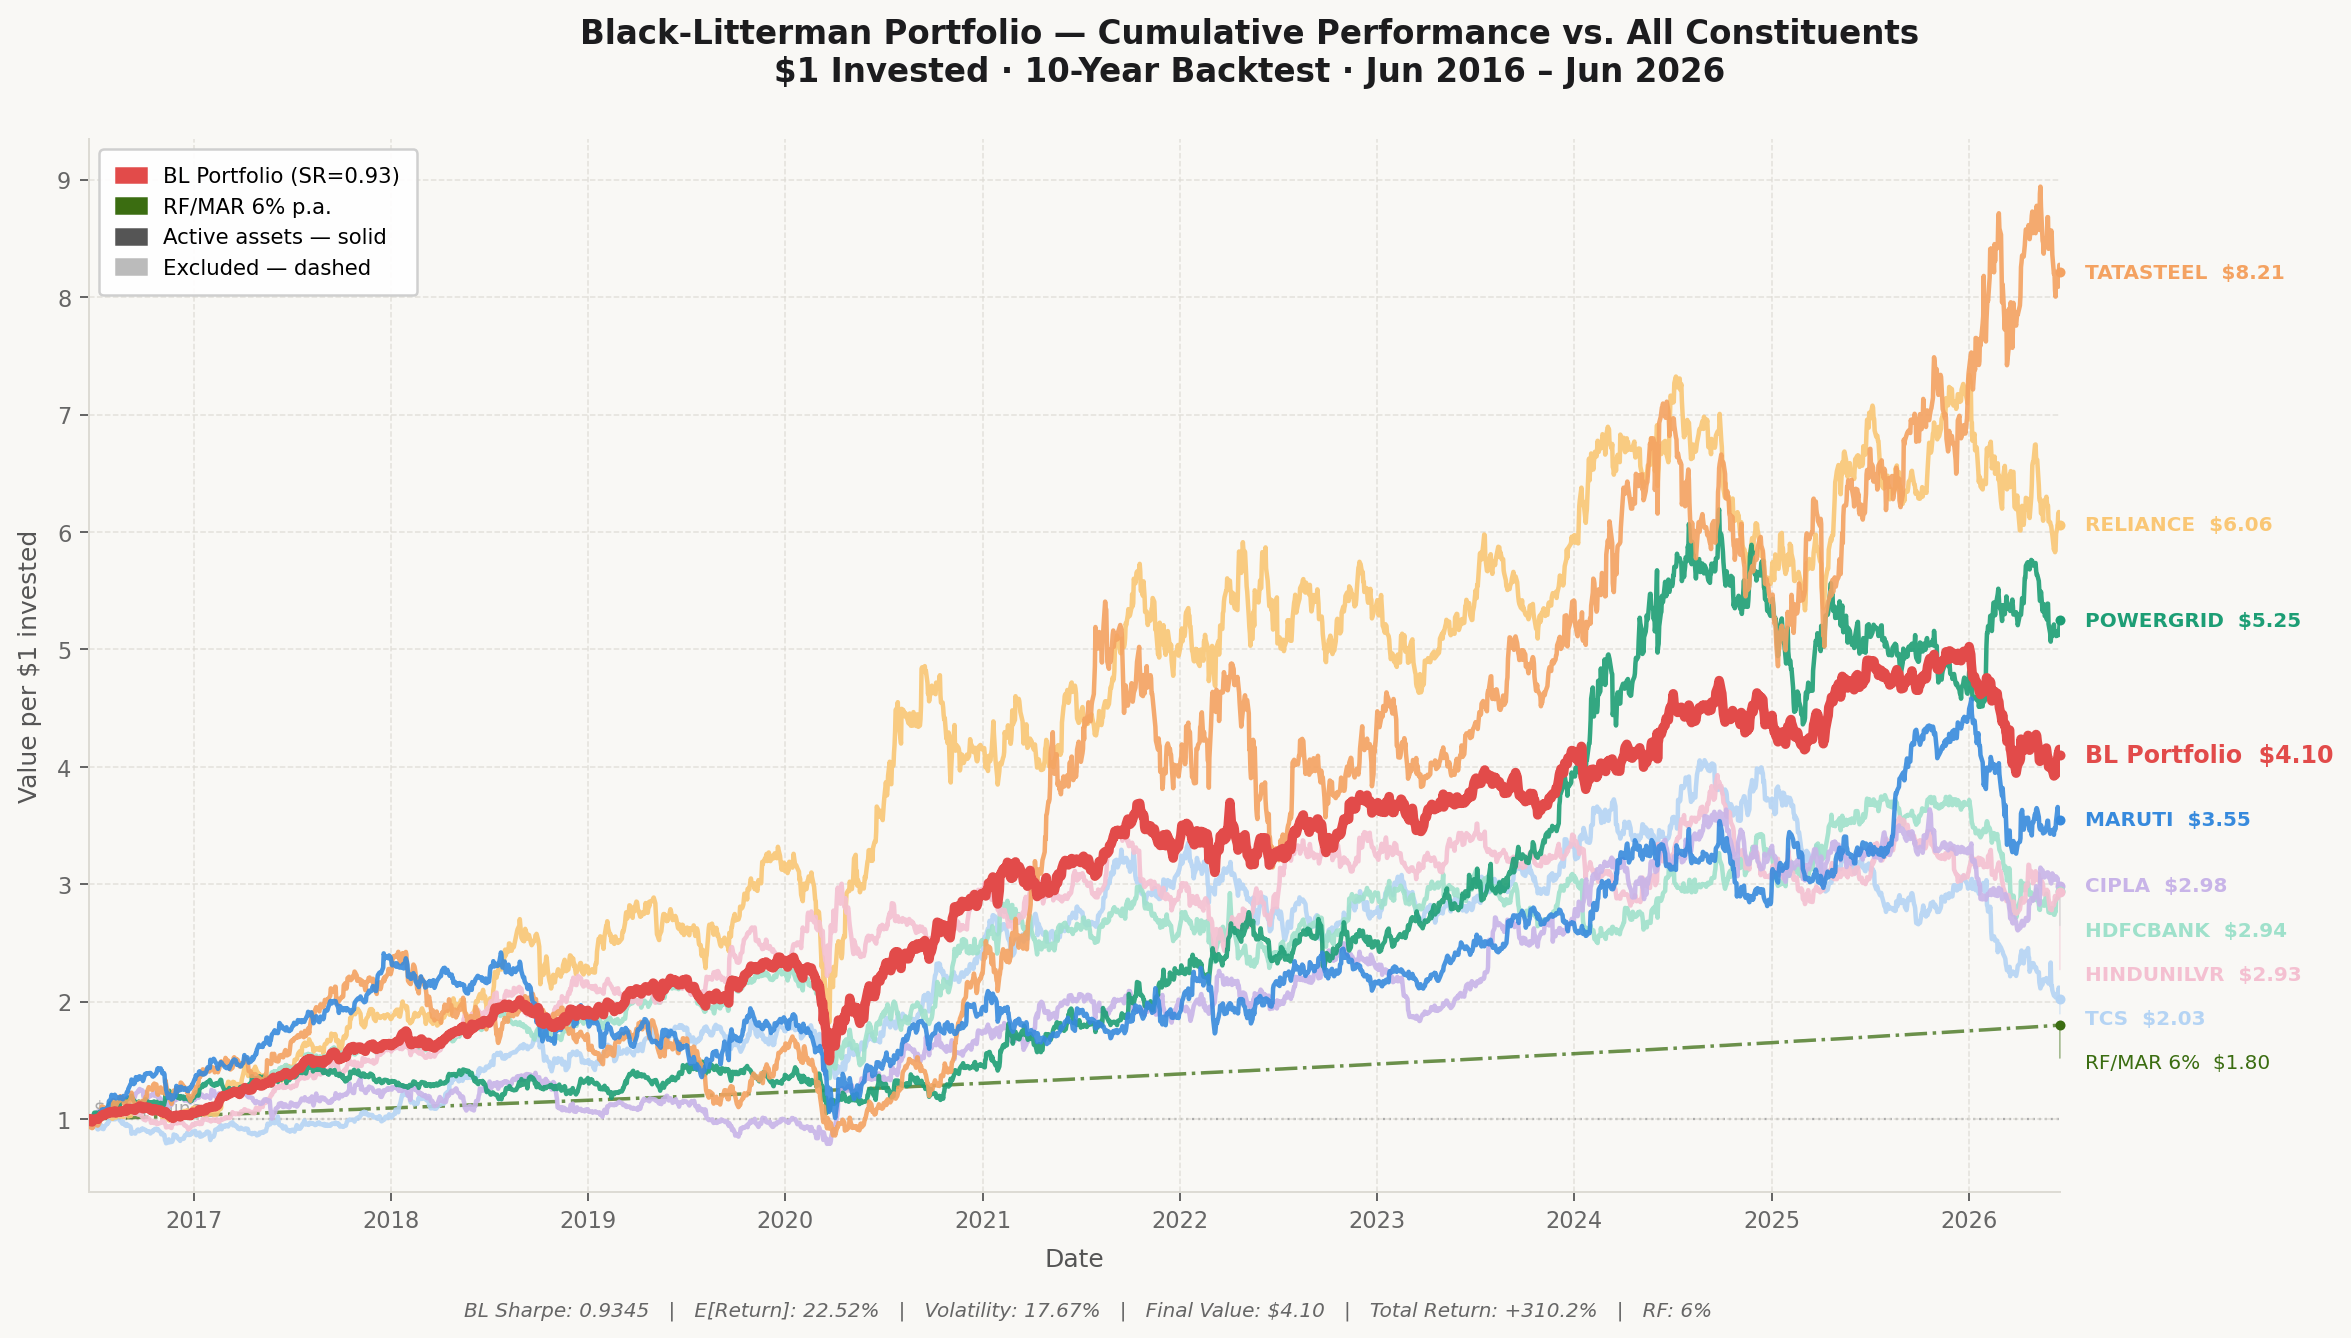 Black-Litterman Portfolio — Cumulative Performance vs. All Constituents
$1 Invested · 10-Year Backtest · Jun 2016 – Jun 2026
BL Portfolio (SR=0.93)
RF/MAR 6% p.a.
Active assets — solid
Excluded — dashed
Value per $1 invested
9
8
7
6
5
4
3
2
1
TATASTEEL $8.21
RELIANCE $6.06
POWERGRID $5.25
BL Portfolio $4.10
MARUTI $3.55
CIPLA $2.98
HDFCBANK $2.94
HINDUNILVR $2.93
TCS $2.03
RF/MAR 6% $1.80
2017 2018 2019 2020 2021 2022 2023 2024 2025 2026
Date
BL Sharpe: 0.9345 | E[Return]: 22.52% | Volatility: 17.67% | Final Value: $4.10 | Total Return: +310.2% | RF: 6%